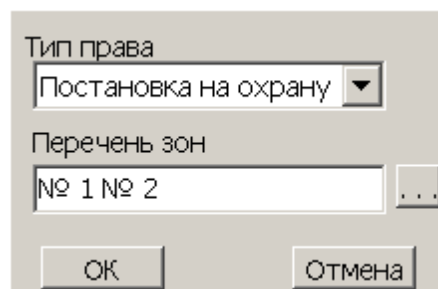 Тип права
Постановка на охрану
Перечень зон
№ 1 № 2
...
ОК
Отмена